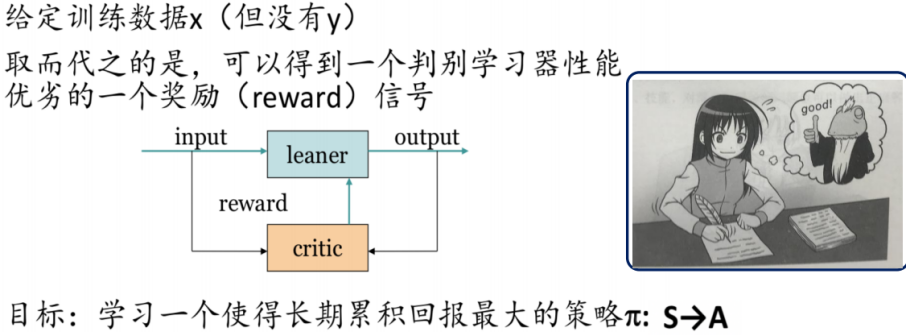 给定训练数据x（但没有y）
取而代之的是，可以得到一个判别学习器性能
优劣的一个奖励（reward）信号
good!
input
leaner
output
reward
critic
目标：学习一个使得长期累积回报最大的策略π: S→A